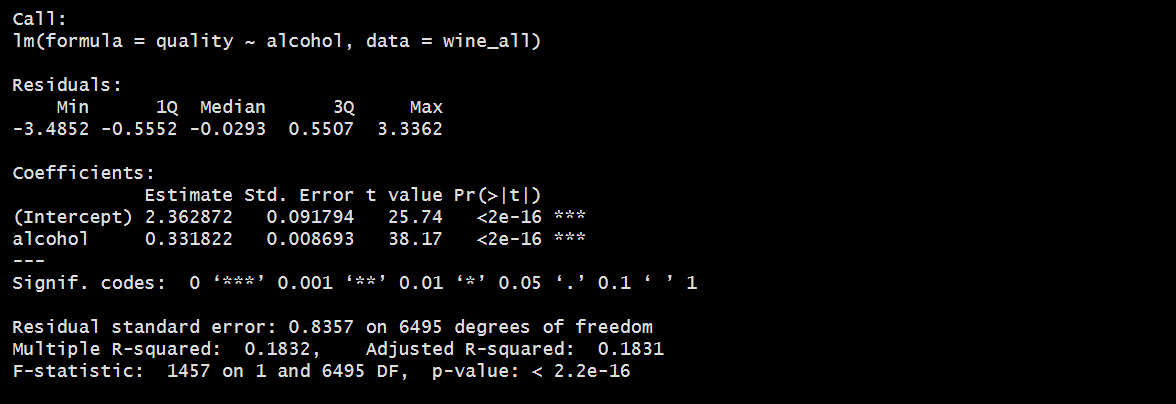 Call:
lm(formula = quality ~ alcohol, data = wine_all)
Residuals:
    Min      1Q  Median      3Q     Max
-3.4852 -0.5552 -0.0293  0.5507  3.3362
Coefficients:
            Estimate Std. Error t value Pr(>|t|)
(Intercept) 2.362872   0.091794   25.74   <2e-16 ***
alcohol     0.331822   0.008693   38.17   <2e-16 ***
---
Signif. codes:  0 ‘***’ 0.001 ‘**’ 0.01 ‘*’ 0.05 ‘.’ 0.1 ‘ ’ 1
Residual standard error: 0.8357 on 6495 degrees of freedom
Multiple R-squared:  0.1832,    Adjusted R-squared:  0.1831
F-statistic:  1457 on 1 and 6495 DF,  p-value: < 2.2e-16